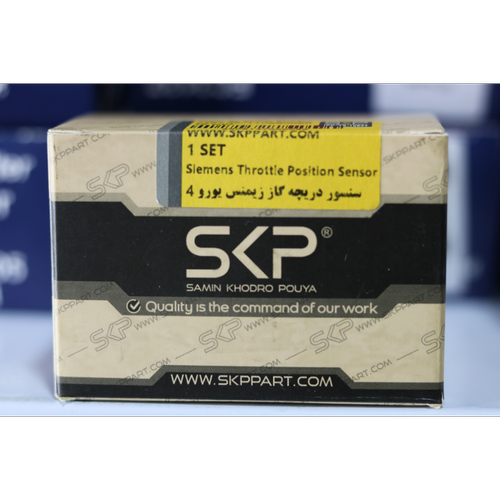 WWW.SKPPART.COM
1 SET
Siemens Throttle Position Sensor
سنسور دریچه گاز زیمنس یورو 4
SKP®
SAMIN KHODRO POUYA
Quality is the command of our work
WWW.SKPPART.COM